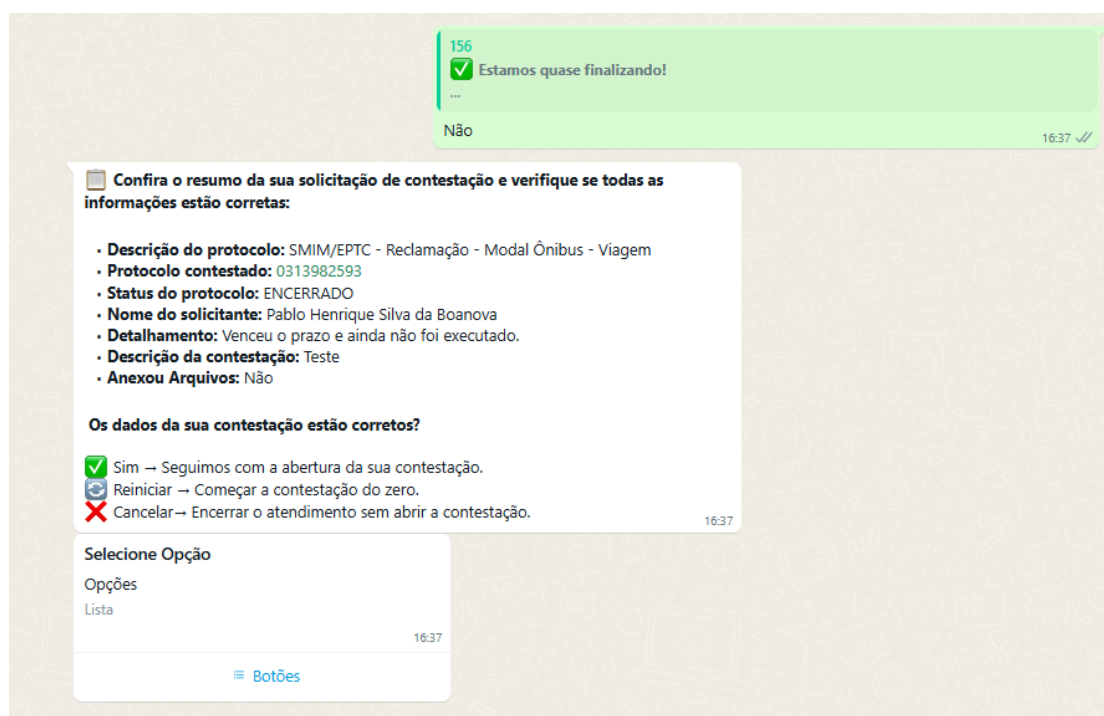 156
✅ Estamos quase finalizando!
...
Não
16:37
📋 Confira o resumo da sua solicitação de contestação e verifique se todas as
informações estão corretas:
• Descrição do protocolo: SMIM/EPTC - Reclamação - Modal Ônibus - Viagem
• Protocolo contestado: 0313982593
• Status do protocolo: ENCERRADO
• Nome do solicitante: Pablo Henrique Silva da Boanova
• Detalhamento: Venceu o prazo e ainda não foi executado.
• Descrição da contestação: Teste
• Anexou Arquivos: Não
Os dados da sua contestação estão corretos?
✅ Sim → Seguimos com a abertura da sua contestação.
🔄 Reiniciar → Começar a contestação do zero.
❌ Cancelar→ Encerrar o atendimento sem abrir a contestação.
16:37
Selecione Opção
Opções
Lista
16:37
Botões